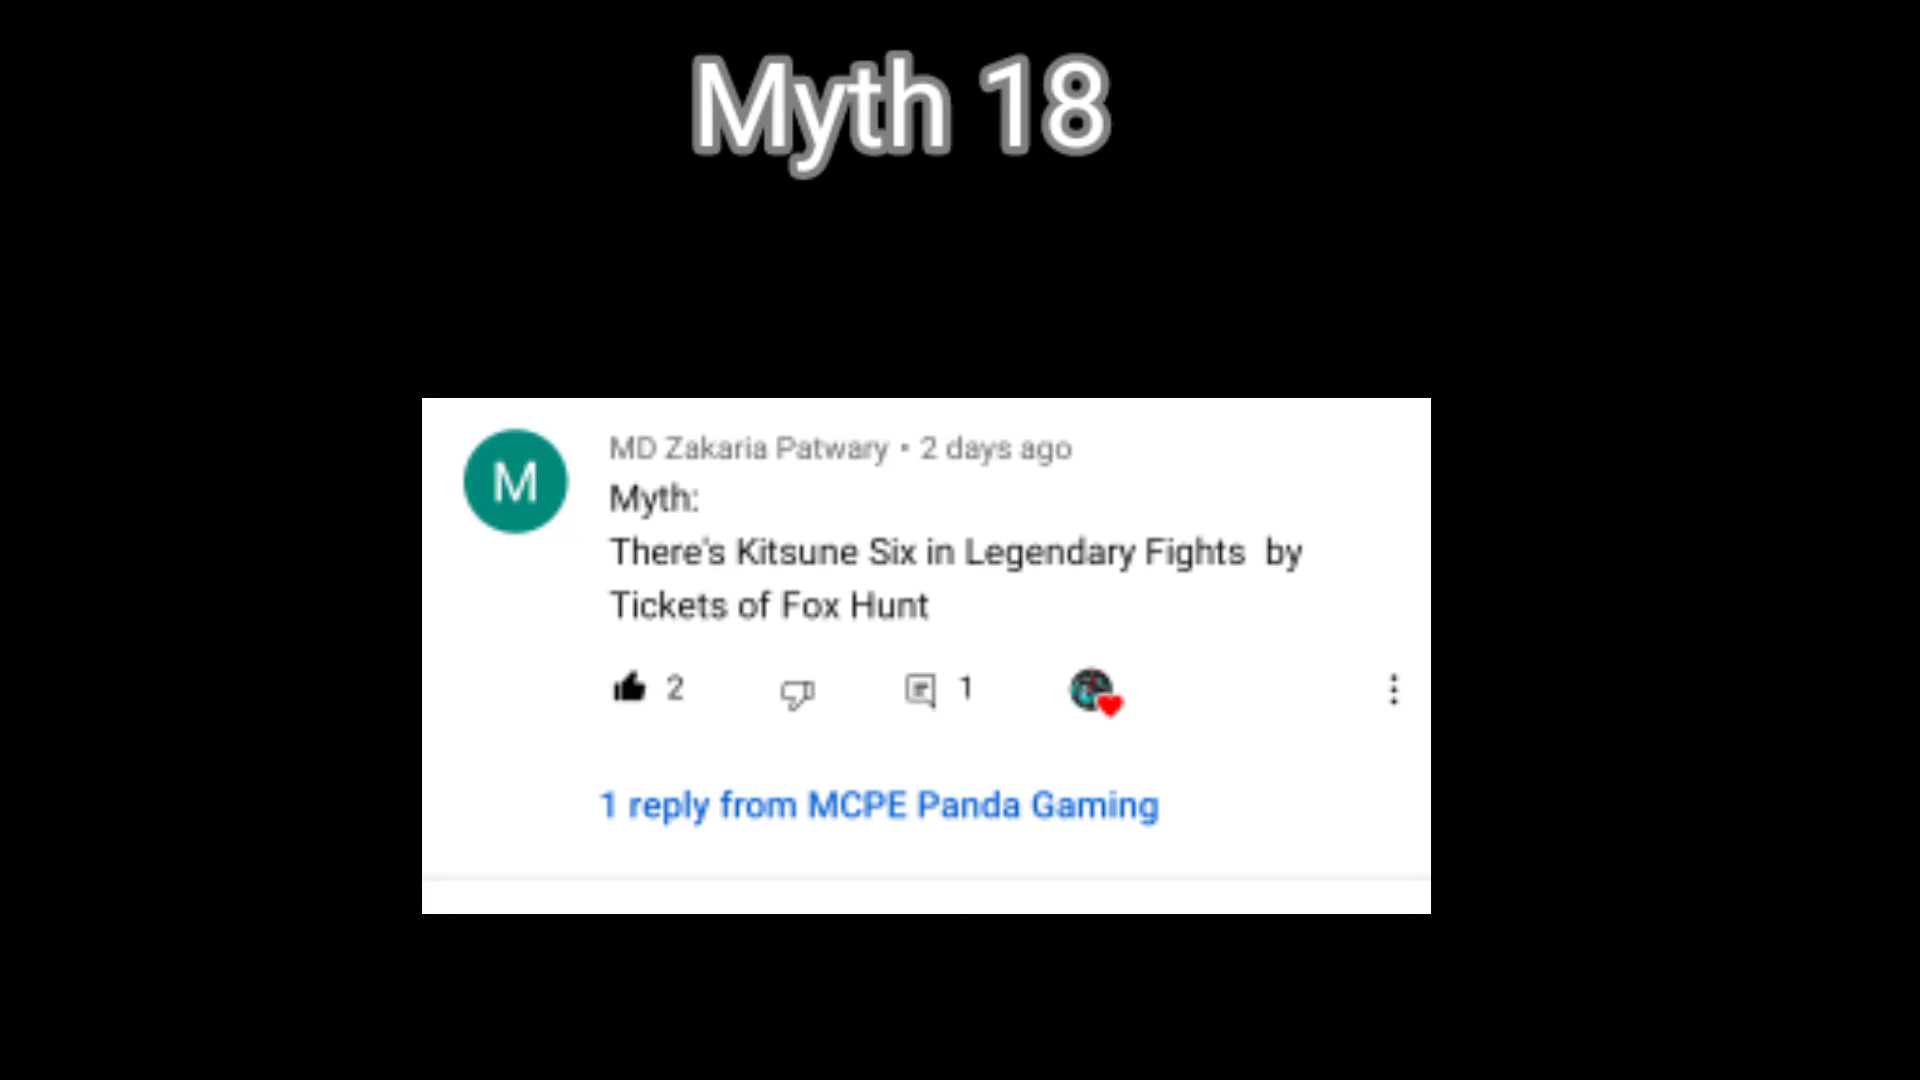 Myth 18
M
MD Zakaria Patwary • 2 days ago
Myth:
There's Kitsune Six in Legendary Fights by
Tickets of Fox Hunt
2
1
1 reply from MCPE Panda Gaming